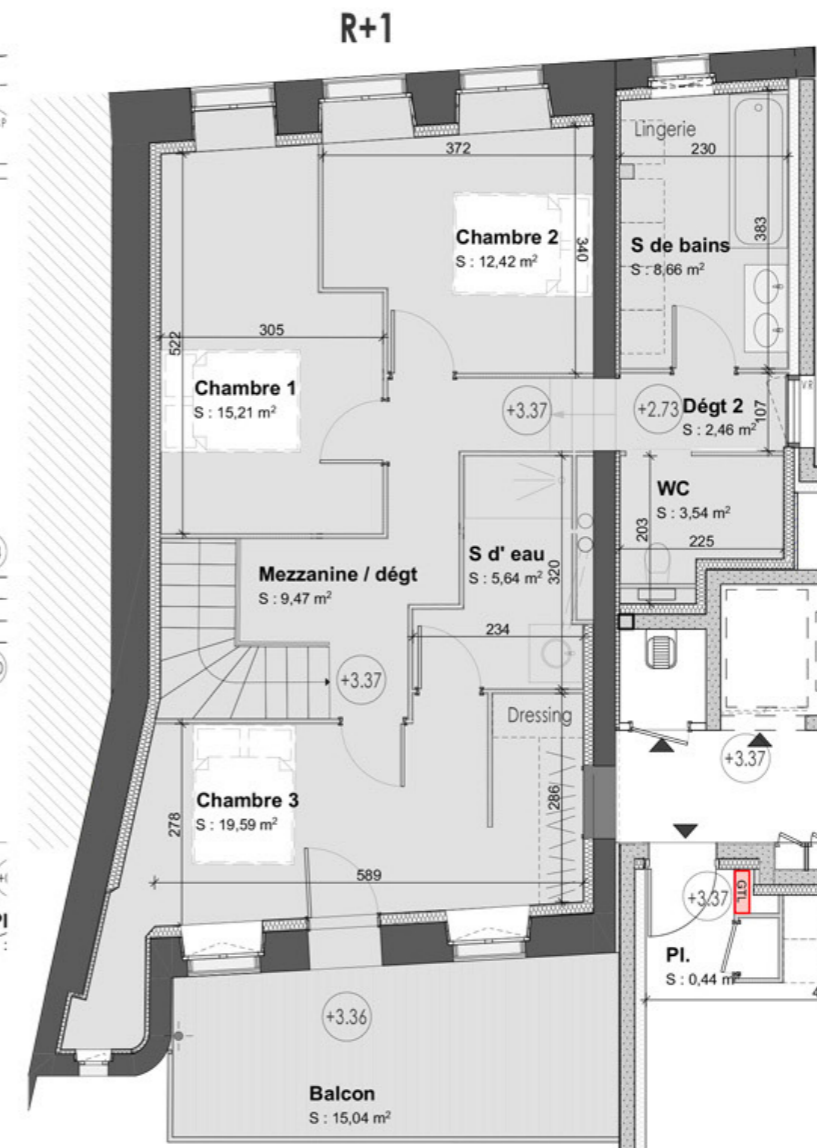 R+1
Lingerie
372
230
Chambre 2
S : 12,42 m²
340
S de bains
S : 8,66 m²
383
522
305
Chambre 1
S : 15,21 m²
+3.37
+2.73
Dégt 2
S : 2,46 m²
107
VR
WC
S : 3,54 m²
203
225
Mezzanine / dégt
S : 9,47 m²
S d' eau
S : 5,64 m²
320
234
+3.37
Dressing
+3.37
Chambre 3
S : 19,59 m²
278
286
589
+3.37
GTL
Pl.
S : 0,44 m
4
+3.36
Balcon
S : 15,04 m²
Pl